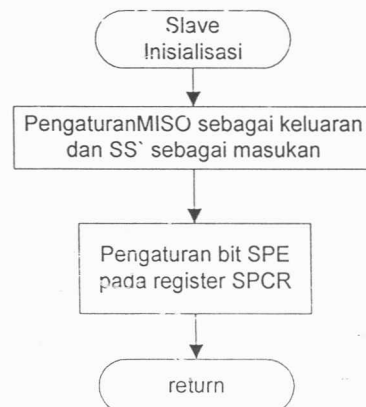 Slave
Inisialisasi
PengaturanMISO sebagai keluaran
dan SS` sebagai masukan
Pengaturan bit SPE
pada register SPCR
return